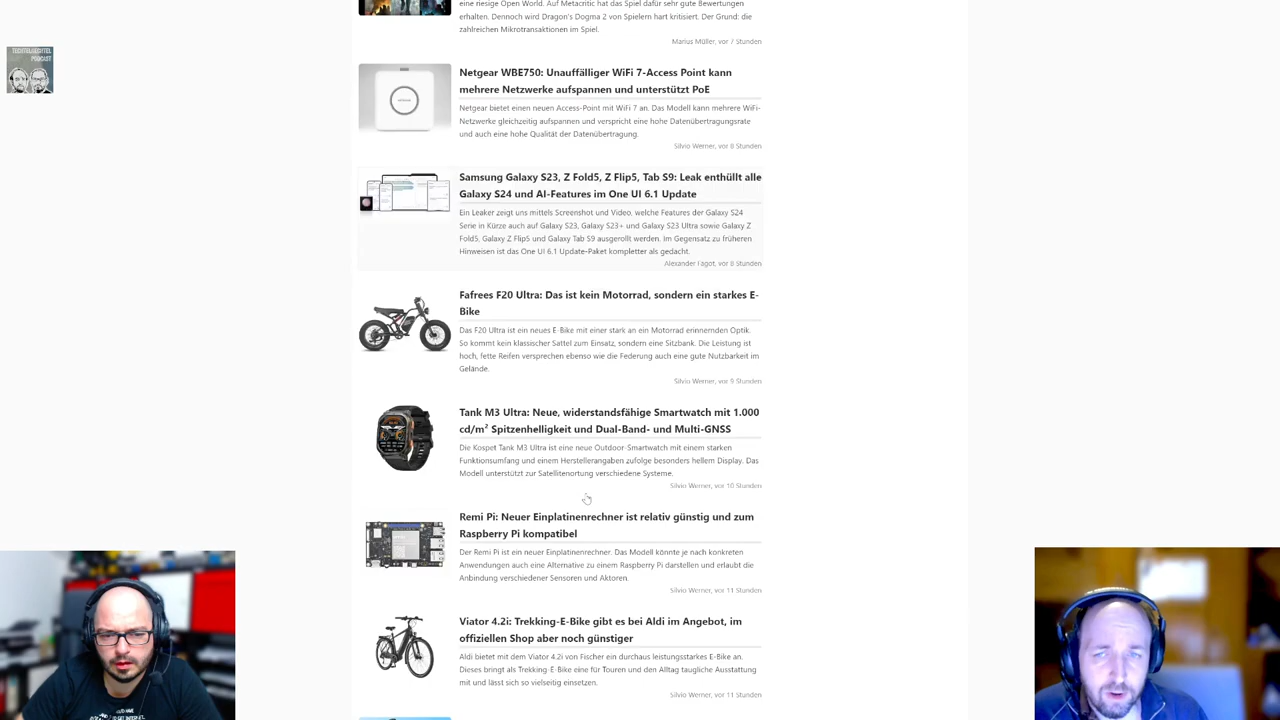 eine riesige Open World. Auf Metacritic hat das Spiel dafür sehr gute Bewertungen
erhalten. Dennoch wird Dragon's Dogma 2 von Spielern hart kritisiert. Der Grund: die
zahlreichen Mikrotransaktionen im Spiel.
Marius Müller, vor 7 Stunden
TECHTELMECHTEL
PODCAST
Netgear WBE750: Unauffälliger WiFi 7-Access Point kann
mehrere Netzwerke aufspannen und unterstützt PoE
Netgear bietet einen neuen Access-Point mit WiFi 7 an. Das Modell kann mehrere WiFi-
Netzwerke gleichzeitig aufspannen und verspricht eine hohe Datenübertragungsrate
und auch eine hohe Qualität der Datenübertragung.
Silvio Werner, vor 8 Stunden
Samsung Galaxy S23, Z Fold5, Z Flip5, Tab S9: Leak enthüllt alle
Galaxy S24 und AI-Features im One UI 6.1 Update
Ein Leaker zeigt uns mittels Screenshot und Video, welche Features der Galaxy S24
Serie in Kürze auch auf Galaxy S23, Galaxy S23+ und Galaxy S23 Ultra sowie Galaxy Z
Fold5, Galaxy Z Flip5 und Galaxy Tab S9 ausgerollt werden. Im Gegensatz zu früheren
Hinweisen ist das One UI 6.1 Update-Paket kompletter als gedacht.
Alexander Fagot, vor 8 Stunden
Fafrees F20 Ultra: Das ist kein Motorrad, sondern ein starkes E-
Bike
Das F20 Ultra ist ein neues E-Bike mit einer stark an ein Motorrad erinnernden Optik.
So kommt kein klassischer Sattel zum Einsatz, sondern eine Sitzbank. Die Leistung ist
hoch, fette Reifen versprechen ebenso wie die Federung auch eine gute Nutzbarkeit im
Gelände.
Silvio Werner, vor 9 Stunden
Tank M3 Ultra: Neue, widerstandsfähige Smartwatch mit 1.000
cd/m² Spitzenhelligkeit und Dual-Band- und Multi-GNSS
Die Kospet Tank M3 Ultra ist eine neue Outdoor-Smartwatch mit einem starken
Funktionsumfang und einem Herstellerangaben zufolge besonders hellem Display. Das
Modell unterstützt zur Satellitenortung verschiedene Systeme.
Silvio Werner, vor 10 Stunden
Remi Pi: Neuer Einplatinenrechner ist relativ günstig und zum
Raspberry Pi kompatibel
Der Remi Pi ist ein neuer Einplatinenrechner. Das Modell könnte je nach konkreten
Anwendungen auch eine Alternative zu einem Raspberry Pi darstellen und erlaubt die
Anbindung verschiedener Sensoren und Aktoren.
Silvio Werner, vor 11 Stunden
Viator 4.2i: Trekking-E-Bike gibt es bei Aldi im Angebot, im
offiziellen Shop aber noch günstiger
Aldi bietet mit dem Viator 4.2i von Fischer ein durchaus leistungsstarkes E-Bike an.
Dieses bringt als Trekking-E-Bike eine für Touren und den Alltag taugliche Ausstattung
mit und lässt sich so vielseitig einsetzen.
Silvio Werner, vor 11 Stunden